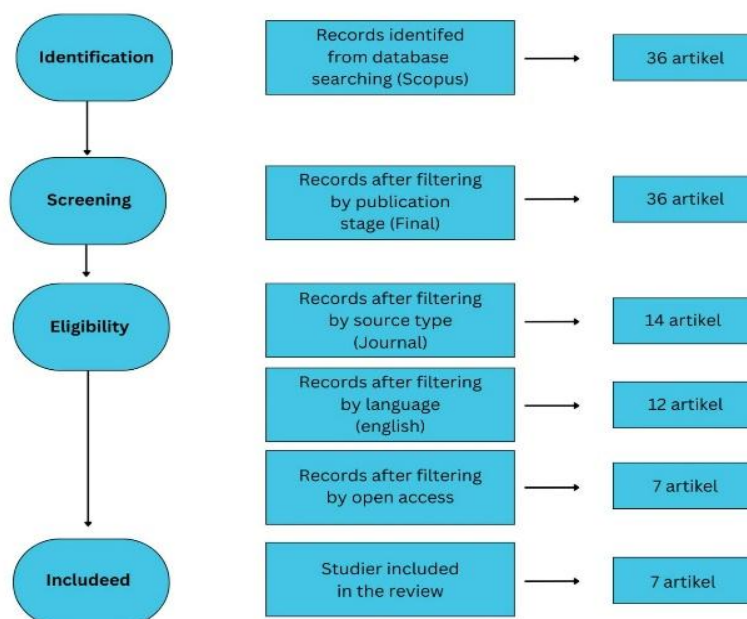 Identification
Records identifed
from database
searching (Scopus)
36 artikel
Screening
Records after filtering
by publication
stage (Final)
36 artikel
Eligibility
Records after filtering
by source type
(Journal)
14 artikel
Records after filtering
by language
(english)
12 artikel
Records after filtering
by open access
7 artikel
Includeed
Studier included
in the review
7 artikel